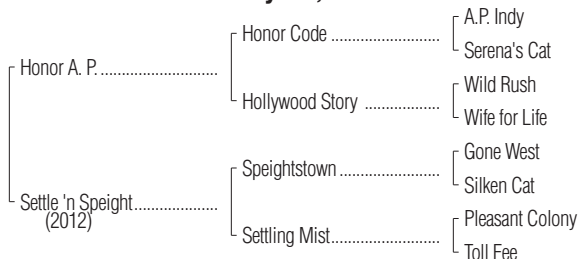 Honor A. P.
Settle 'n Speight
(2012)
Honor Code
Hollywood Story
Speightstown
Settling Mist
A.P. Indy
Serena's Cat
Wild Rush
Wife for Life
Gone West
Silken Cat
Pleasant Colony
Toll Fee